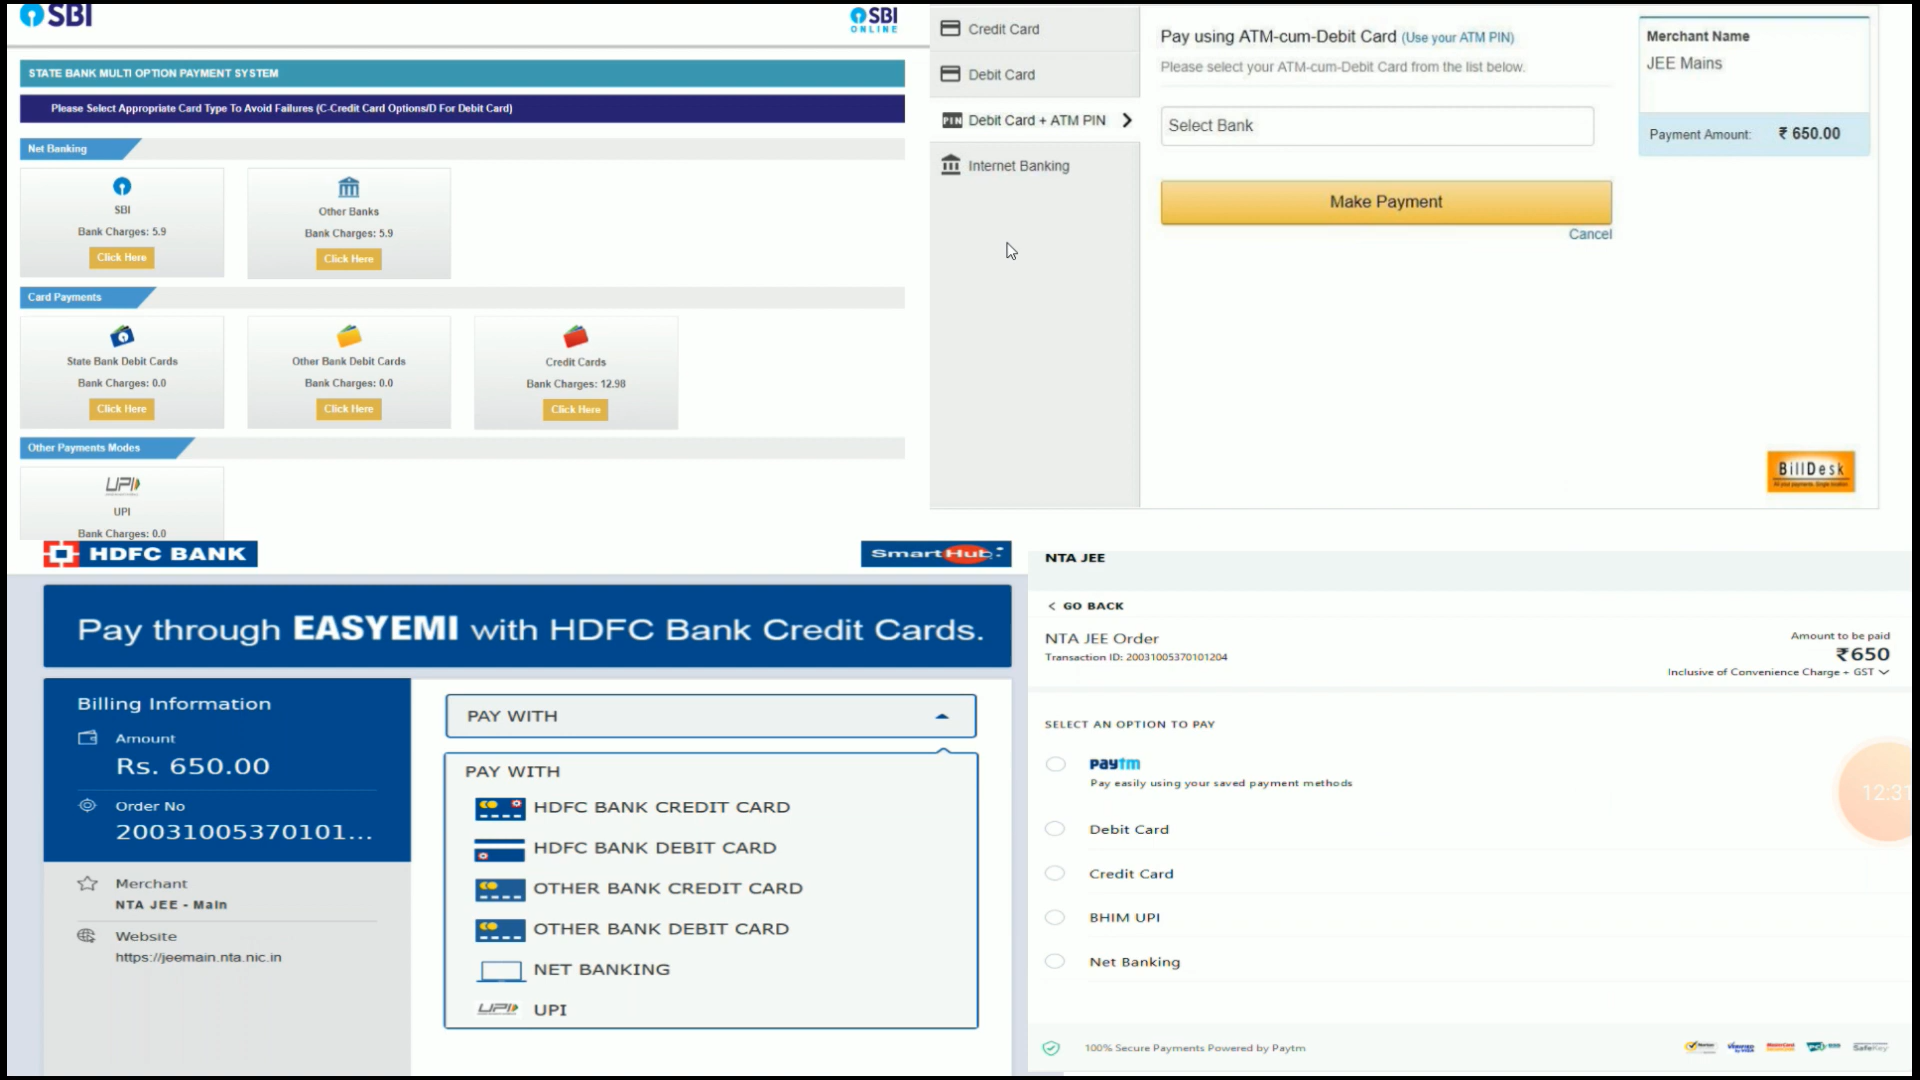 SBI
SBI
ONLINE
STATE BANK MULTI OPTION PAYMENT SYSTEM
Please Select Appropriate Card Type To Avoid Failures (C-Credit Card Options/D For Debit Card)
Net Banking
SBI
Bank Charges: 5.9
Click Here
Other Banks
Bank Charges: 5.9
Click Here
Card Payments
State Bank Debit Cards
Bank Charges: 0.0
Click Here
Other Bank Debit Cards
Bank Charges: 0.0
Click Here
Credit Cards
Bank Charges: 12.98
Click Here
Other Payments Modes
UPI
UPI
Bank Charges: 0.0
Credit Card
Debit Card
PIN Debit Card + ATM PIN
Internet Banking
Pay using ATM-cum-Debit Card (Use your ATM PIN)
Please select your ATM-cum-Debit Card from the list below.
Select Bank
Make Payment
Cancel
Merchant Name
JEE Mains
Payment Amount: ₹ 650.00
BillDesk
HDFC BANK
SmartHub
Pay through EASYEMI with HDFC Bank Credit Cards.
Billing Information
Amount
Rs. 650.00
Order No
20031005370101...
Merchant
NTA JEE - Main
Website
https://jeemain.nta.nic.in
PAY WITH
PAY WITH
HDFC BANK CREDIT CARD
HDFC BANK DEBIT CARD
OTHER BANK CREDIT CARD
OTHER BANK DEBIT CARD
NET BANKING
UPI UPI
NTA JEE
< GO BACK
NTA JEE Order
Transaction ID: 20031005370101204
Amount to be paid
₹650
Inclusive of Convenience Charge + GST
SELECT AN OPTION TO PAY
paytm
Pay easily using your saved payment methods
Debit Card
Credit Card
BHIM UPI
Net Banking
12:31
100% Secure Payments Powered by Paytm